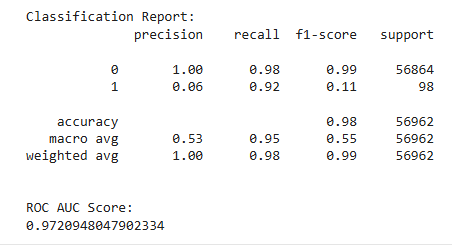 Classification Report:
precision recall f1-score support
0 1.00 0.98 0.99 56864
1 0.06 0.92 0.11 98
accuracy 0.98 56962
macro avg 0.53 0.95 0.55 56962
weighted avg 1.00 0.98 0.99 56962
ROC AUC Score:
0.9720948047902334